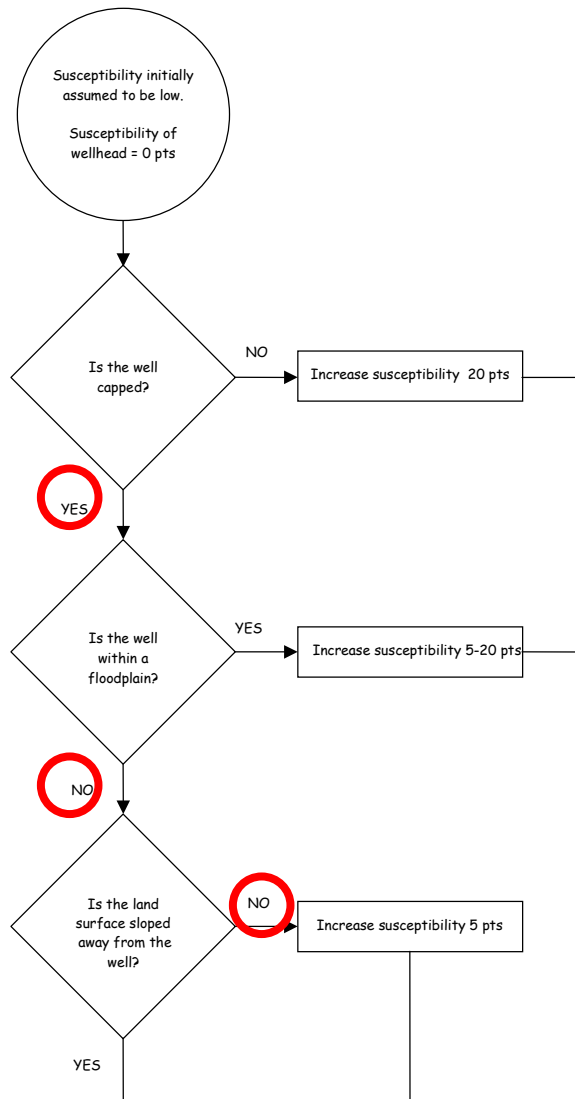 Susceptibility initially
assumed to be low.
Susceptibility of
wellhead = 0 pts
Is the well
capped?
NO
Increase susceptibility 20 pts
YES
Is the well
within a
floodplain?
YES
Increase susceptibility 5-20 pts
NO
Is the land
surface sloped
away from the
well?
NO
Increase susceptibility 5 pts
YES